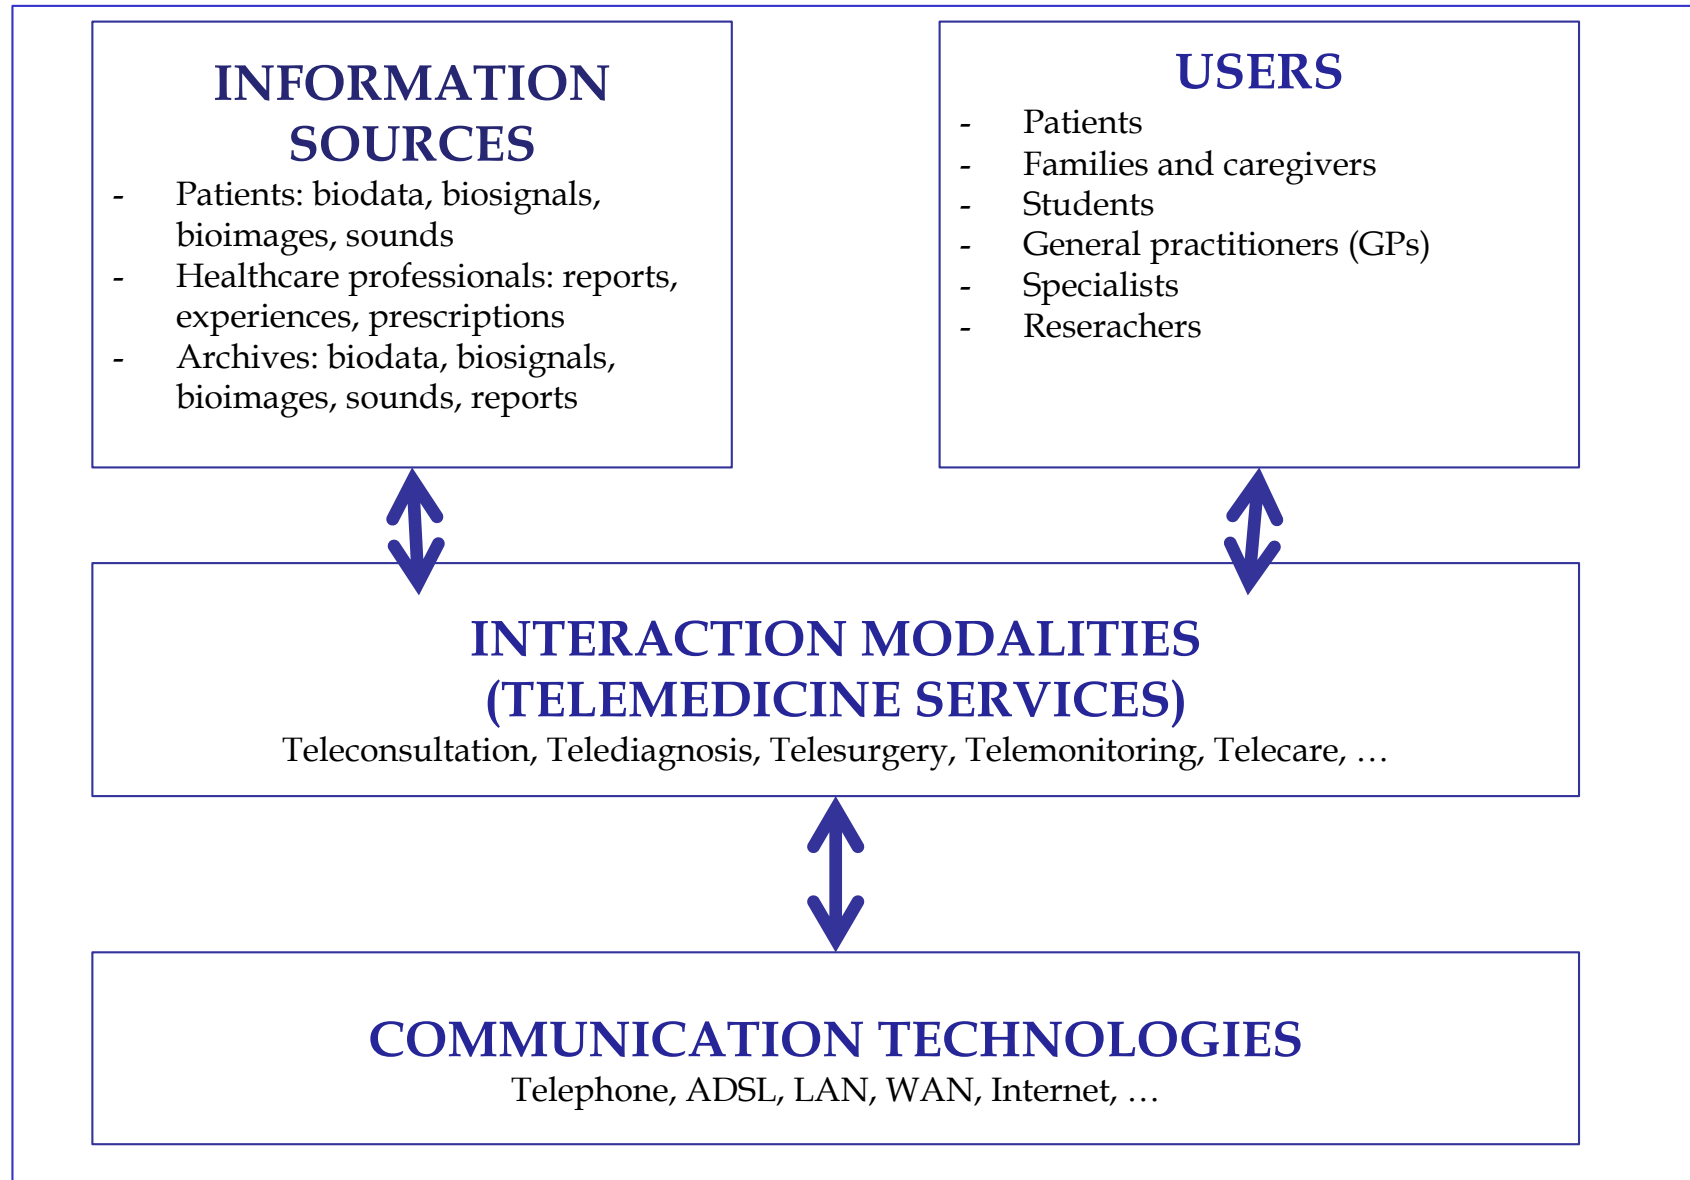 INFORMATION
SOURCES
- Patients: biodata, biosignals,
bioimages, sounds
- Healthcare professionals: reports,
experiences, prescriptions
- Archives: biodata, biosignals,
bioimages, sounds, reports
USERS
- Patients
- Families and caregivers
- Students
- General practitioners (GPs)
- Specialists
- Reserachers
INTERACTION MODALITIES
(TELEMEDICINE SERVICES)
Teleconsultation, Telediagnosis, Telesurgery, Telemonitoring, Telecare, …
COMMUNICATION TECHNOLOGIES
Telephone, ADSL, LAN, WAN, Internet, …